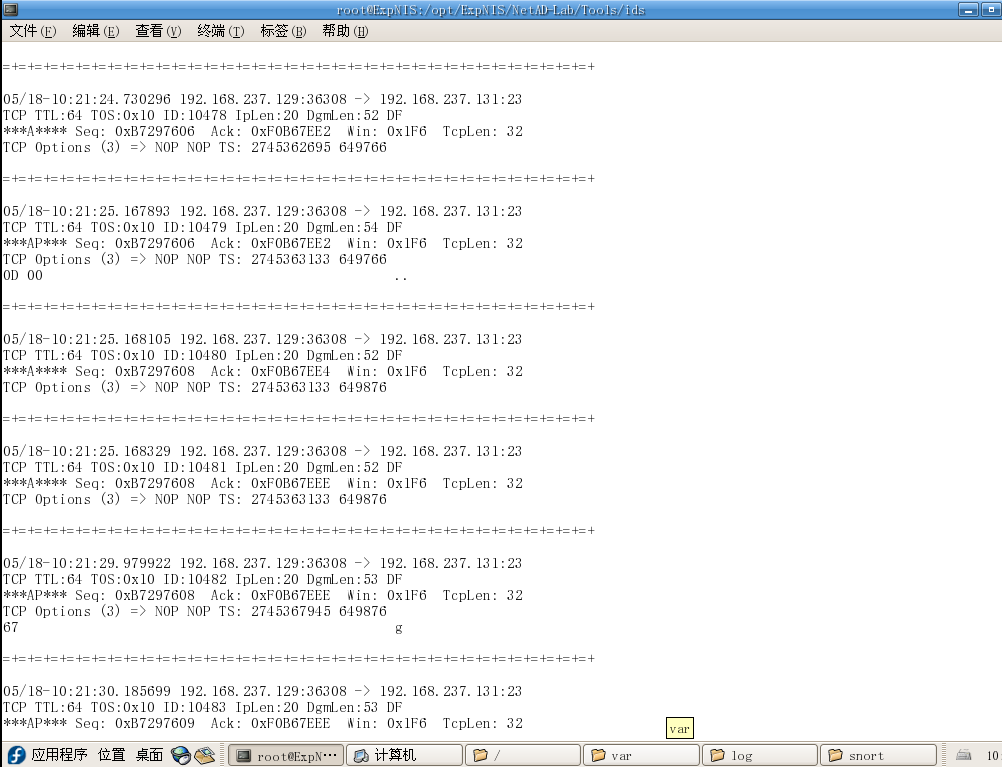 root@ExpNIS:/opt/ExpNIS/NetAD-Lab/Tools/ids
文件(F) 编辑(E) 查看(V) 终端(T) 标签(B) 帮助(H)
=+=+=+=+=+=+=+=+=+=+=+=+=+=+=+=+=+=+=+=+=+=+=+=+=+=+=+=+=+=+=+=+=+=+=+=+=+
05/18-10:21:24.730296 192.168.237.129:36308 -> 192.168.237.131:23
TCP TTL:64 TOS:0x10 ID:10478 IpLen:20 DgmLen:52 DF
***A**** Seq: 0xB7297606  Ack: 0xF0B67EE2  Win: 0x1F6  TcpLen: 32
TCP Options (3) => NOP NOP TS: 2745362695 649766
=+=+=+=+=+=+=+=+=+=+=+=+=+=+=+=+=+=+=+=+=+=+=+=+=+=+=+=+=+=+=+=+=+=+=+=+=+
05/18-10:21:25.167893 192.168.237.129:36308 -> 192.168.237.131:23
TCP TTL:64 TOS:0x10 ID:10479 IpLen:20 DgmLen:54 DF
***AP*** Seq: 0xB7297606  Ack: 0xF0B67EE2  Win: 0x1F6  TcpLen: 32
TCP Options (3) => NOP NOP TS: 2745363133 649766
0D 00 ..
=+=+=+=+=+=+=+=+=+=+=+=+=+=+=+=+=+=+=+=+=+=+=+=+=+=+=+=+=+=+=+=+=+=+=+=+=+
05/18-10:21:25.168105 192.168.237.129:36308 -> 192.168.237.131:23
TCP TTL:64 TOS:0x10 ID:10480 IpLen:20 DgmLen:52 DF
***A**** Seq: 0xB7297608  Ack: 0xF0B67EE4  Win: 0x1F6  TcpLen: 32
TCP Options (3) => NOP NOP TS: 2745363133 649876
=+=+=+=+=+=+=+=+=+=+=+=+=+=+=+=+=+=+=+=+=+=+=+=+=+=+=+=+=+=+=+=+=+=+=+=+=+
05/18-10:21:25.168329 192.168.237.129:36308 -> 192.168.237.131:23
TCP TTL:64 TOS:0x10 ID:10481 IpLen:20 DgmLen:52 DF
***A**** Seq: 0xB7297608  Ack: 0xF0B67EEE  Win: 0x1F6  TcpLen: 32
TCP Options (3) => NOP NOP TS: 2745363133 649876
=+=+=+=+=+=+=+=+=+=+=+=+=+=+=+=+=+=+=+=+=+=+=+=+=+=+=+=+=+=+=+=+=+=+=+=+=+
05/18-10:21:29.979922 192.168.237.129:36308 -> 192.168.237.131:23
TCP TTL:64 TOS:0x10 ID:10482 IpLen:20 DgmLen:53 DF
***AP*** Seq: 0xB7297608  Ack: 0xF0B67EEE  Win: 0x1F6  TcpLen: 32
TCP Options (3) => NOP NOP TS: 2745367945 649876
67 g
=+=+=+=+=+=+=+=+=+=+=+=+=+=+=+=+=+=+=+=+=+=+=+=+=+=+=+=+=+=+=+=+=+=+=+=+=+
05/18-10:21:30.185699 192.168.237.129:36308 -> 192.168.237.131:23
TCP TTL:64 TOS:0x10 ID:10483 IpLen:20 DgmLen:53 DF
***AP*** Seq: 0xB7297609  Ack: 0xF0B67EEE  Win: 0x1F6  TcpLen: 32
var
应用程序 位置 桌面 root@ExpN… 计算机 / var log snort 10